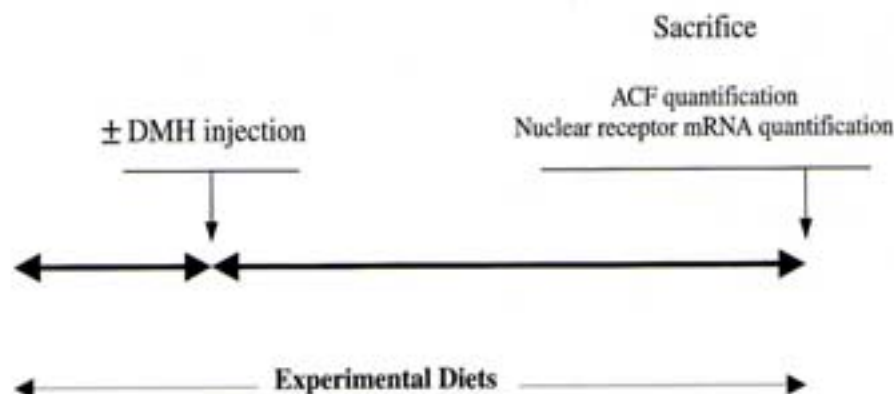 Sacrifice
ACF quantification
Nuclear receptor mRNA quantification
± DMH injection
Experimental Diets